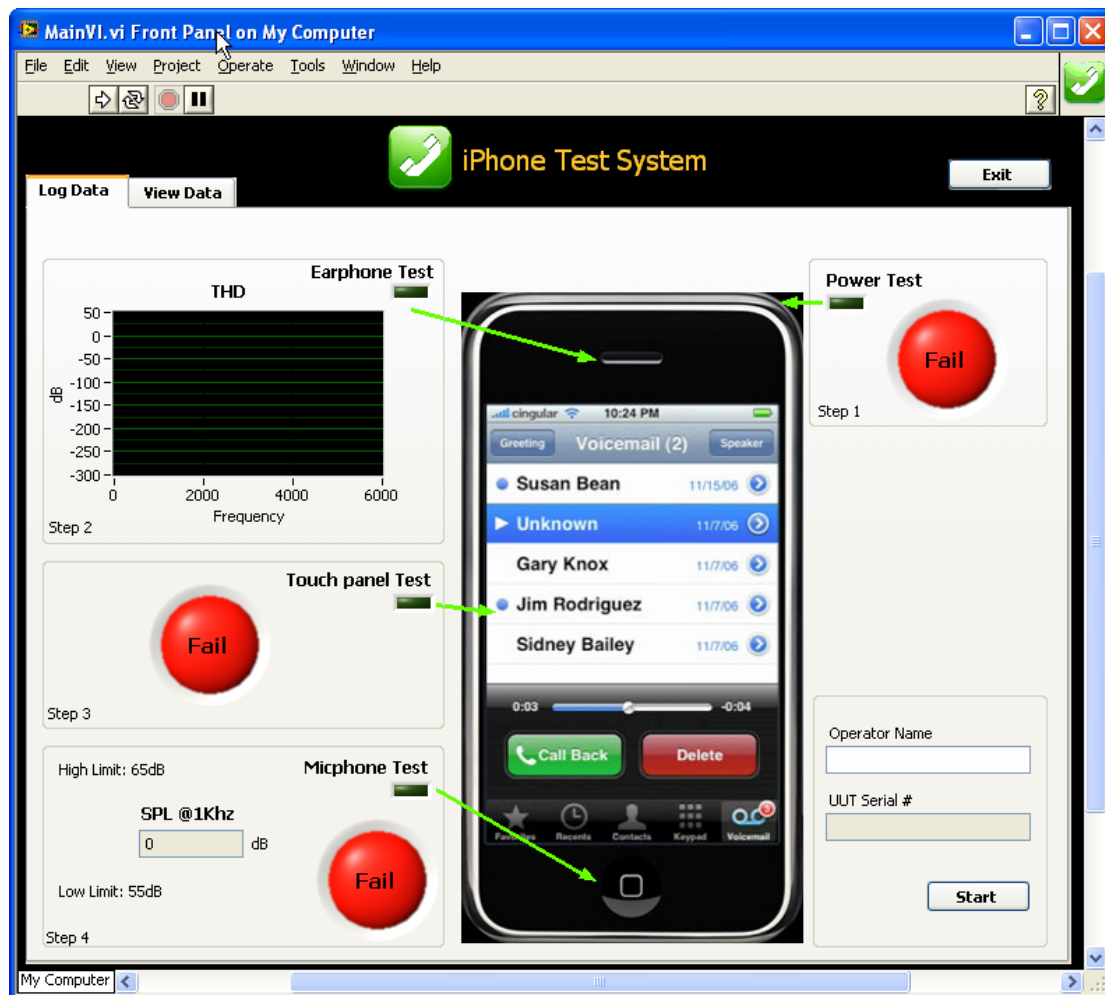 MainVI.vi Front Panel on My Computer
File Edit View Project Operate Tools Window Help
iPhone Test System
Exit
Log Data
View Data
Earphone Test
THD
50
0
-50
-100
-150
-200
-250
-300
dB
0 2000 4000 6000
Frequency
Step 2
Power Test
Fail
Step 1
cingular 10:24 PM
Greeting Voicemail (2) Speaker
Susan Bean 11/15/06
Unknown 11/7/06
Gary Knox 11/7/06
Jim Rodriguez 11/7/06
Sidney Bailey 11/7/06
0:03 -0:04
Call Back Delete
Favorites Recents Contacts Keypad Voicemail
3
Touch panel Test
Fail
Step 3
High Limit: 65dB
Micphone Test
SPL @1Khz
0 dB
Low Limit: 55dB
Fail
Step 4
Operator Name
UUT Serial #
Start
My Computer